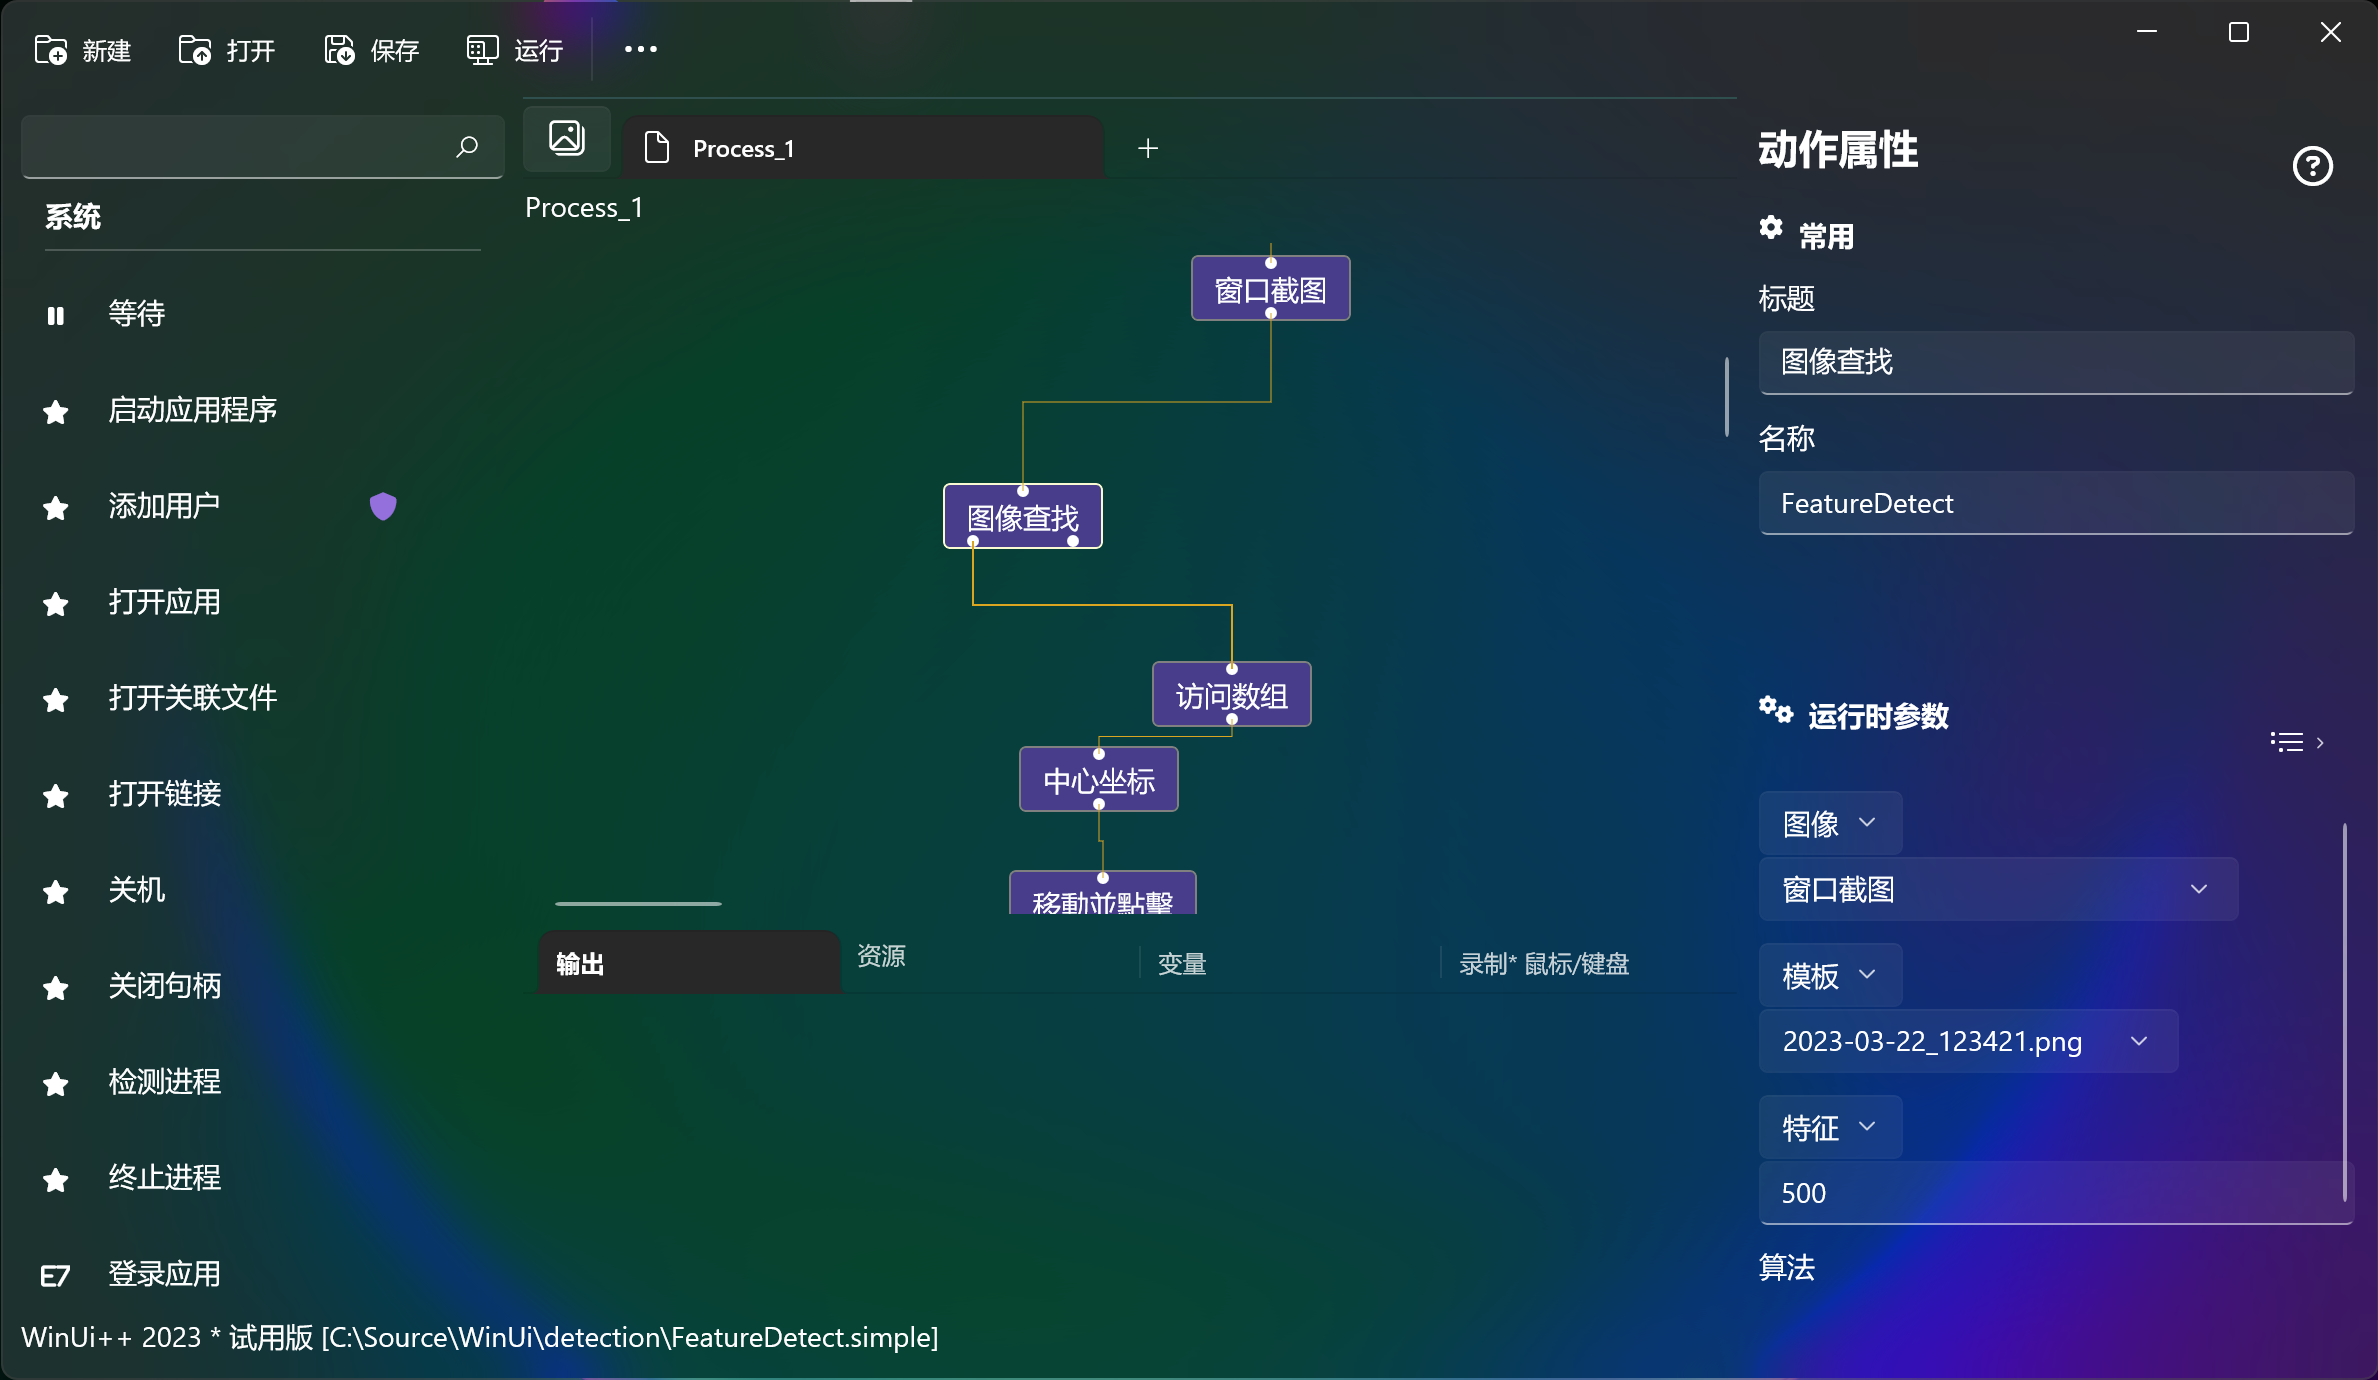 新建
打开
保存
运行
系统
等待
启动应用程序
添加用户
打开应用
打开关联文件
打开链接
关机
关闭句柄
检测进程
终止进程
登录应用
Process_1
Process_1
窗口截图
图像查找
访问数组
中心坐标
移動並點擊
输出
资源
变量
录制* 鼠标/键盘
动作属性
常用
标题
图像查找
名称
FeatureDetect
运行时参数
图像
窗口截图
模板
2023-03-22_123421.png
特征
500
算法
WinUi++ 2023 * 试用版 [C:\Source\WinUi\detection\FeatureDetect.simple]